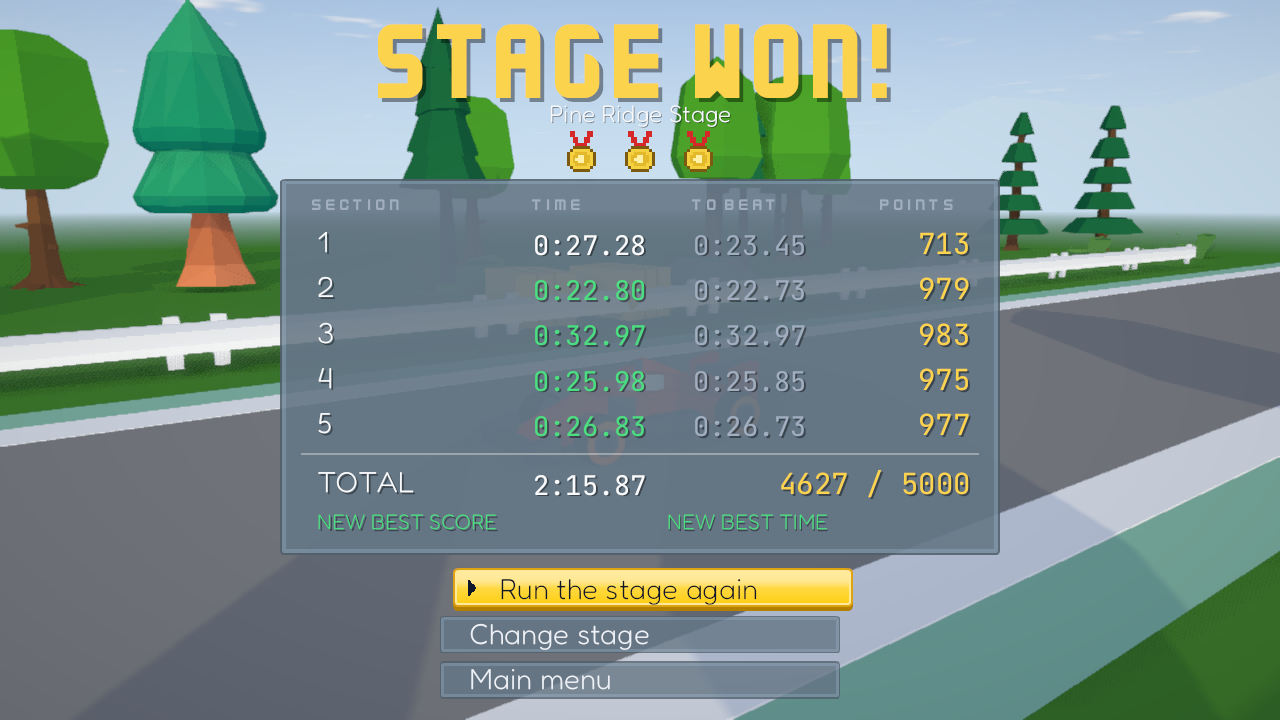 STAGE WON!
Pine Ridge Stage
SECTION TIME TO BEAT POINTS
1 0:27.28 0:23.45 713
2 0:22.80 0:22.73 979
3 0:32.97 0:32.97 983
4 0:25.98 0:25.85 975
5 0:26.83 0:26.73 977
TOTAL 2:15.87 4627 / 5000
NEW BEST SCORE NEW BEST TIME
Run the stage again
Change stage
Main menu